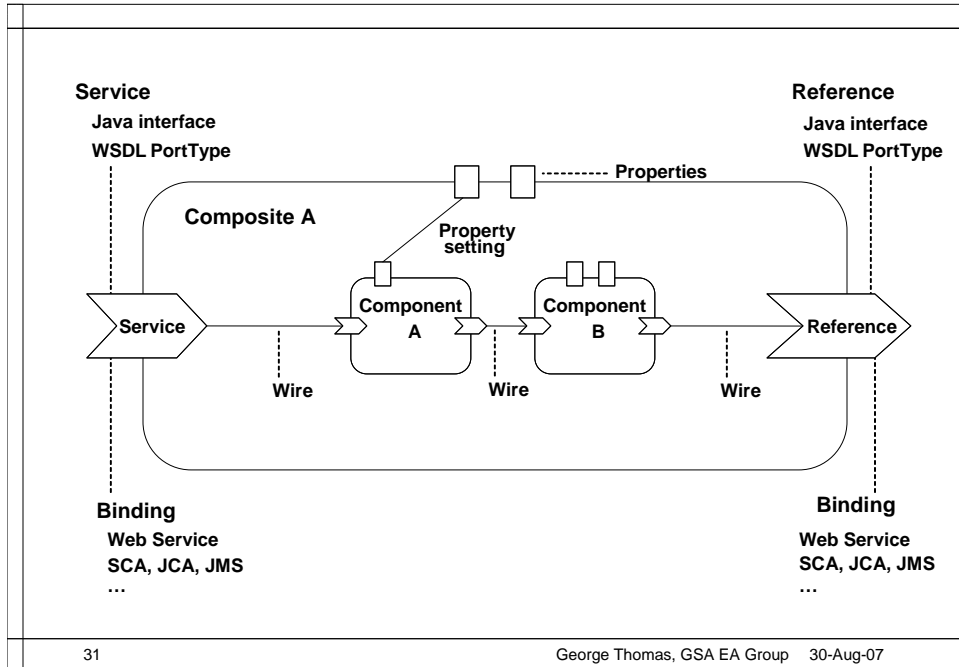 Service
Java interface
WSDL PortType
Reference
Java interface
WSDL PortType
Properties
Composite A
Property
setting
Service
Component
A
Component
B
Reference
Wire
Wire
Wire
Binding
Web Service
SCA, JCA, JMS
…
Binding
Web Service
SCA, JCA, JMS
…
31
George Thomas, GSA EA Group 30-Aug-07